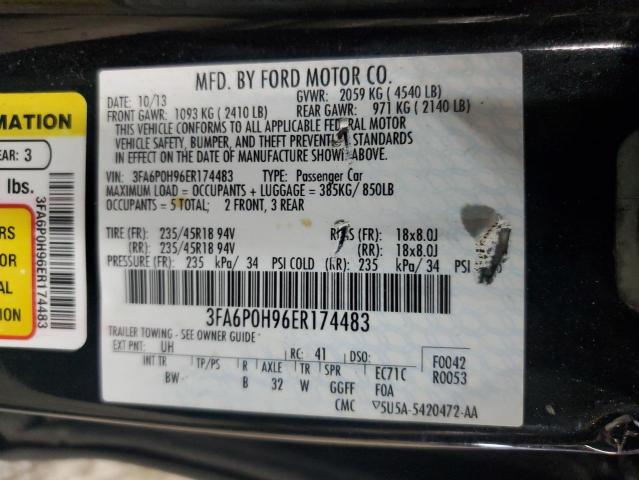 MFD. BY FORD MOTOR CO.
DATE: 10/13 GVWR: 2059 KG ( 4540 LB)
FRONT GAWR: 1093 KG ( 2410 LB) REAR GAWR: 971 KG ( 2140 LB)
THIS VEHICLE CONFORMS TO ALL APPLICABLE FEDERAL MOTOR
VEHICLE SAFETY, BUMPER, AND THEFT PREVENTION STANDARDS
IN EFFECT ON THE DATE OF MANUFACTURE SHOWN ABOVE.
VIN: 3FA6P0H96ER174483 TYPE: Passenger Car
MAXIMUM LOAD = OCCUPANTS + LUGGAGE = 385KG/ 850LB
OCCUPANTS = 5 TOTAL; 2 FRONT, 3 REAR
TIRE (FR): 235/45R18 94V RIMS (FR): 18x8.0J
(RR): 235/45R18 94V (RR): 18x8.0J
PRESSURE (FR): 235 kPa/ 34 PSI COLD (RR): 235 kPa/ 34 PSI
3FA6P0H96ER174483
TRAILER TOWING - SEE OWNER GUIDE
EXT PNT: UH RC: 41 DSO: F0042
R0053
INT TR TP/PS R AXLE TR SPR EC71C
BW B 32 W GGFF F0A
CMC 5U5A-5420472-AA
MATION
EAR: 3
lbs.
ERS
OR
AL
3FA6P0H96ER174483